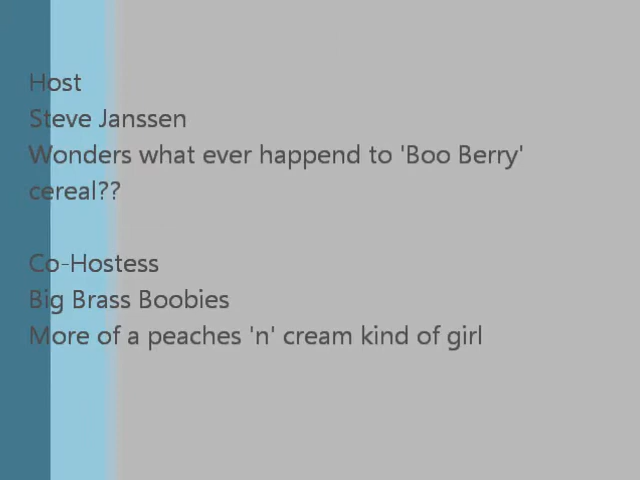 Host
Steve Janssen
Wonders what ever happend to 'Boo Berry'
cereal??
Co-Hostess
Big Brass Boobies
More of a peaches 'n' cream kind of girl